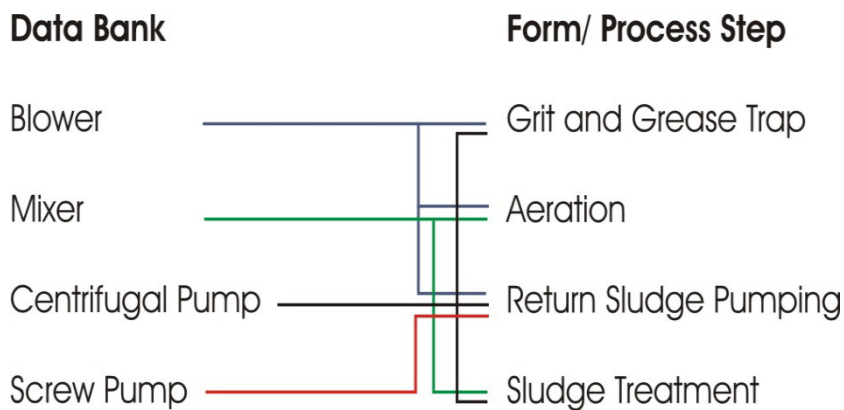 Data Bank Form/ Process Step
Blower Grit and Grease Trap
Mixer Aeration
Centrifugal Pump Return Sludge Pumping
Screw Pump Sludge Treatment